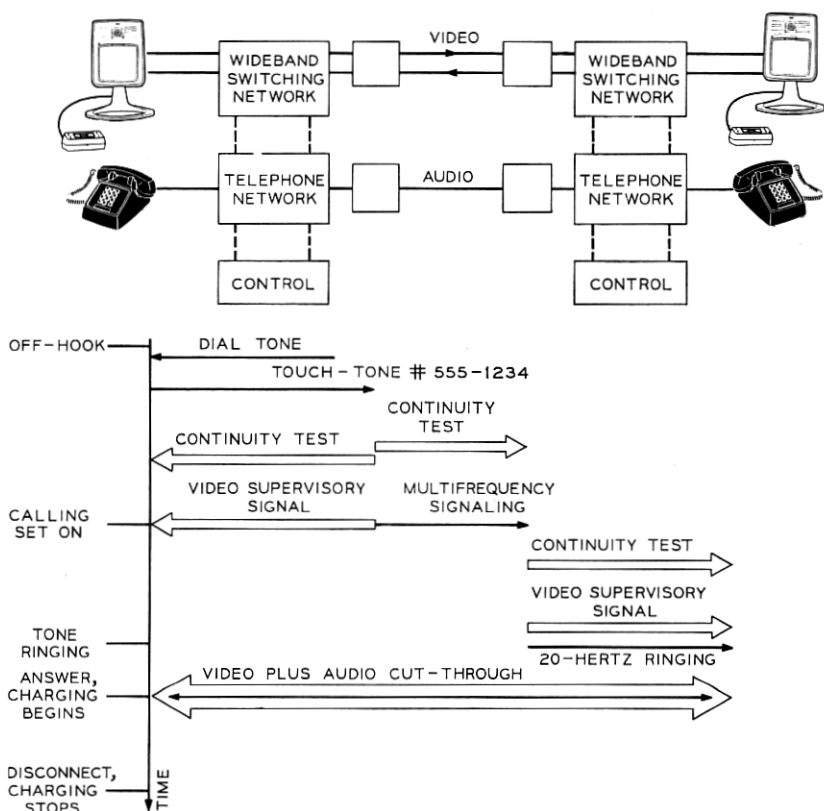 VIDEO
WIDEBAND
SWITCHING
NETWORK
WIDEBAND
SWITCHING
NETWORK
TELEPHONE
NETWORK
AUDIO
TELEPHONE
NETWORK
CONTROL
CONTROL
OFF-HOOK
DIAL TONE
TOUCH-TONE # 555-1234
CONTINUITY
TEST
CONTINUITY TEST
CALLING
SET ON
VIDEO SUPERVISORY
SIGNAL
MULTIFREQUENCY
SIGNALING
CONTINUITY TEST
VIDEO SUPERVISORY
SIGNAL
TONE
RINGING
20-HERTZ RINGING
ANSWER,
CHARGING
BEGINS
VIDEO PLUS AUDIO CUT-THROUGH
DISCONNECT,
CHARGING
STOPS
TIME